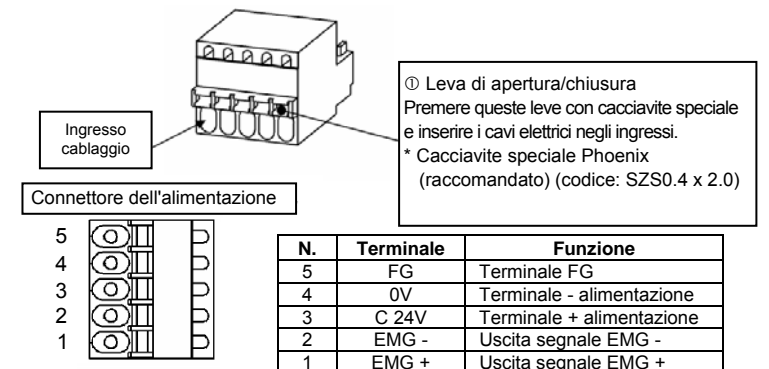 ① Leva di apertura/chiusura
Premere queste leve con cacciavite speciale
e inserire i cavi elettrici negli ingressi.
* Cacciavite speciale Phoenix
(raccomandato) (codice: SZS0.4 x 2.0)
Ingresso
cablaggio
Connettore dell'alimentazione
5
4
3
2
1
N. Terminale Funzione
5 FG Terminale FG
4 0V Terminale - alimentazione
3 C 24V Terminale + alimentazione
2 EMG - Uscita segnale EMG -
1 EMG + Uscita segnale EMG +